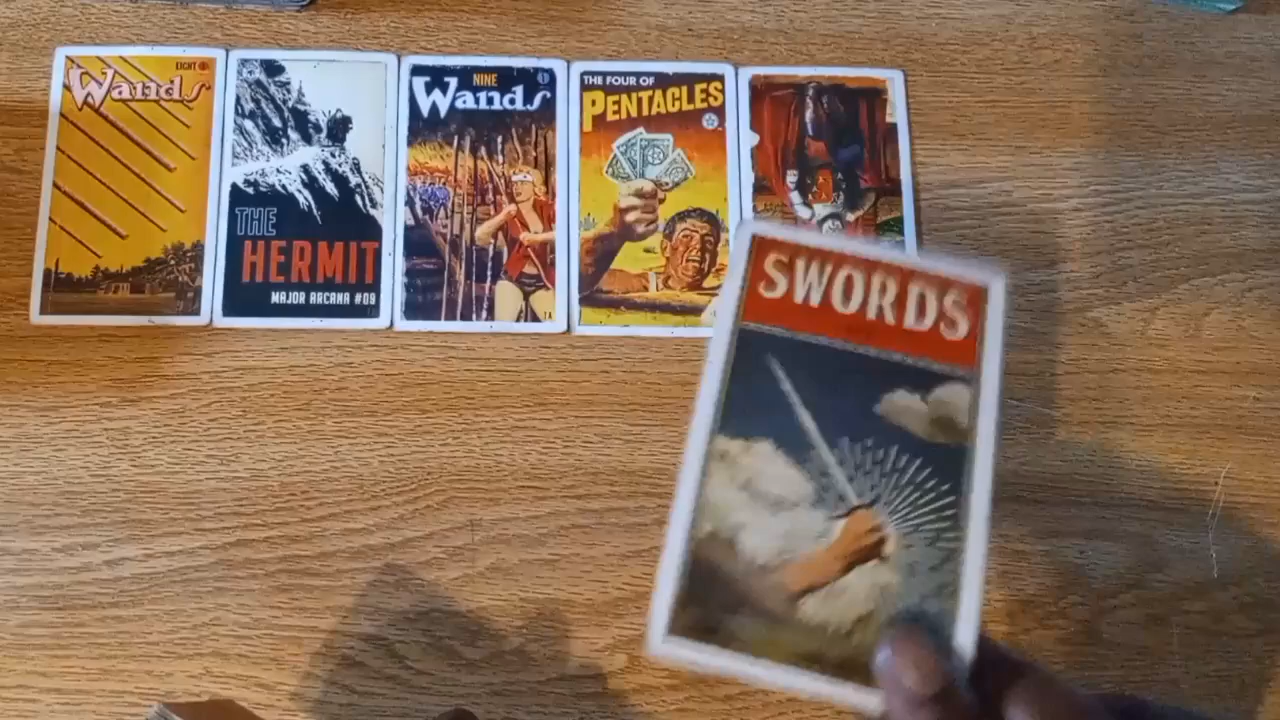 EIGHT
Wands
THE
HERMIT
MAJOR ARCANA #09
NINE
Wands
THE FOUR OF
PENTACLES
SWORDS